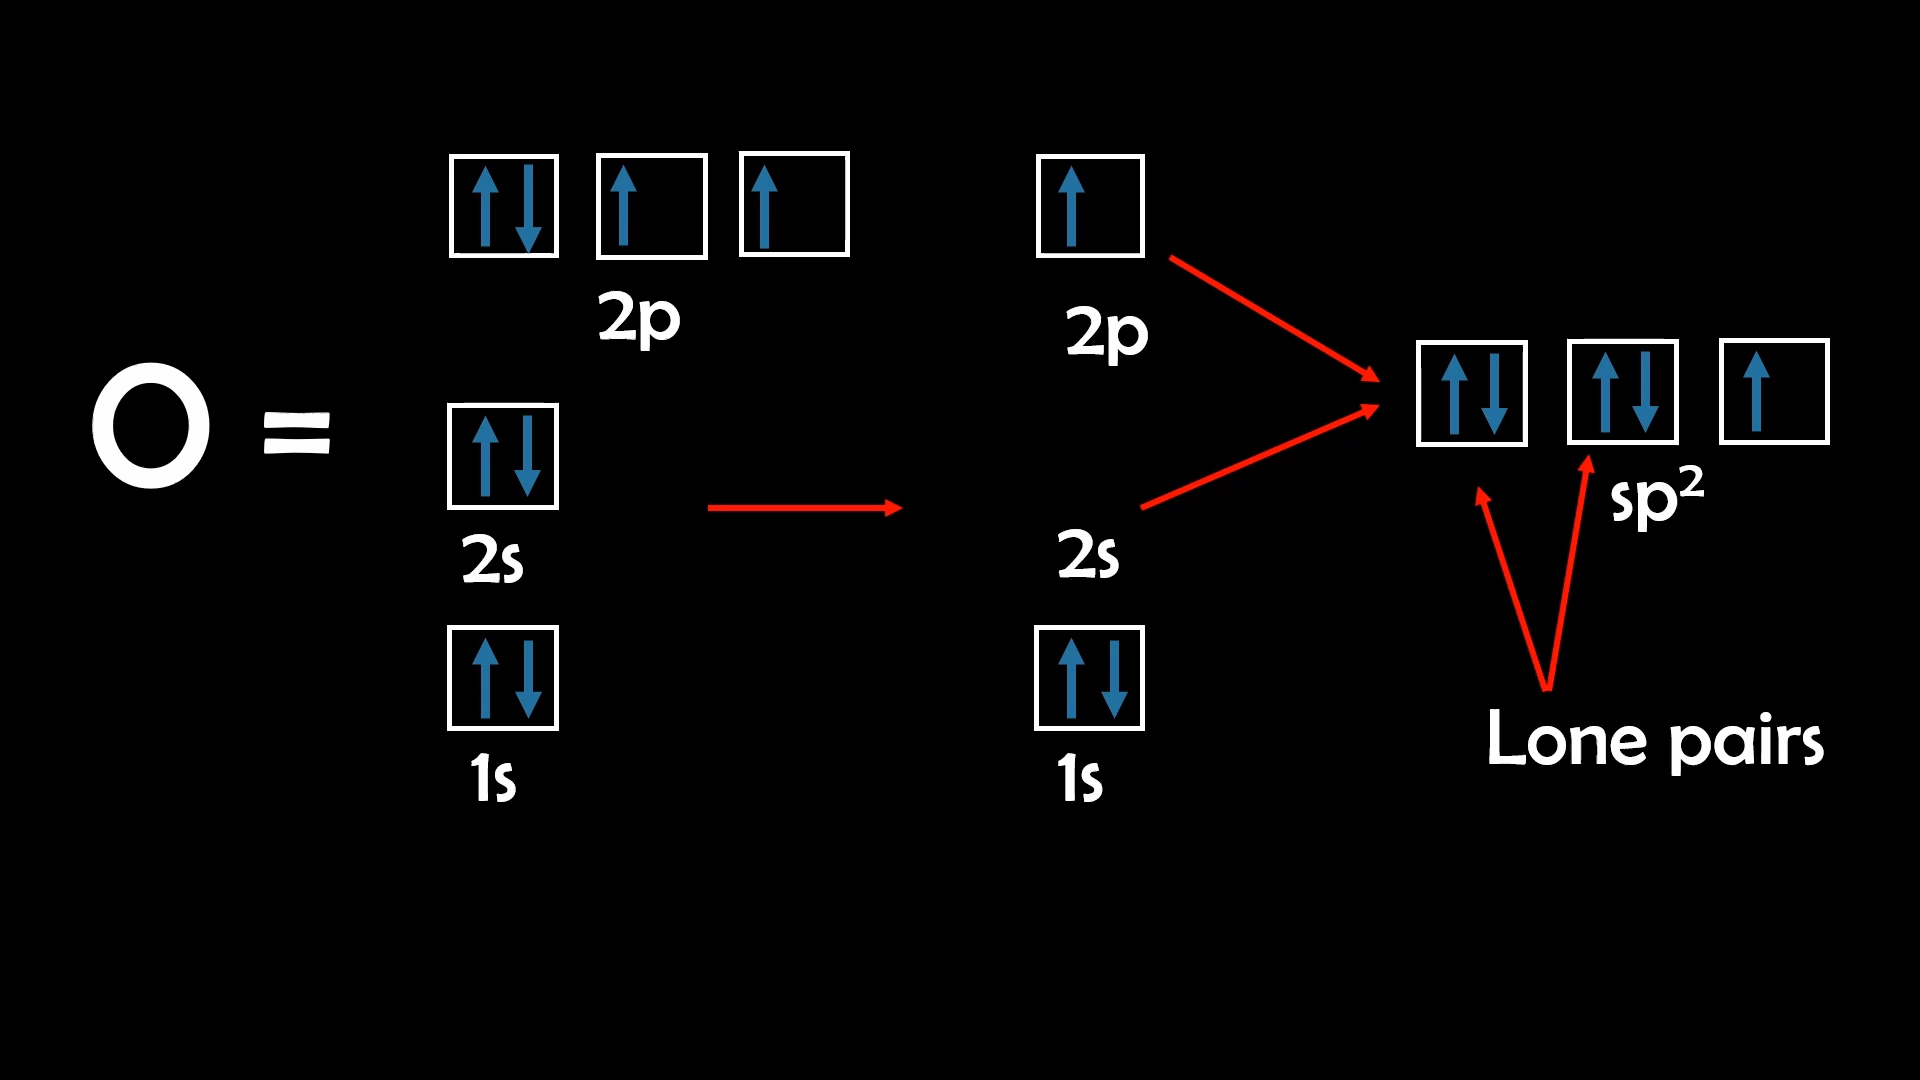 2p
2p
O =
sp²
2s
2s
Lone pairs
1s
1s